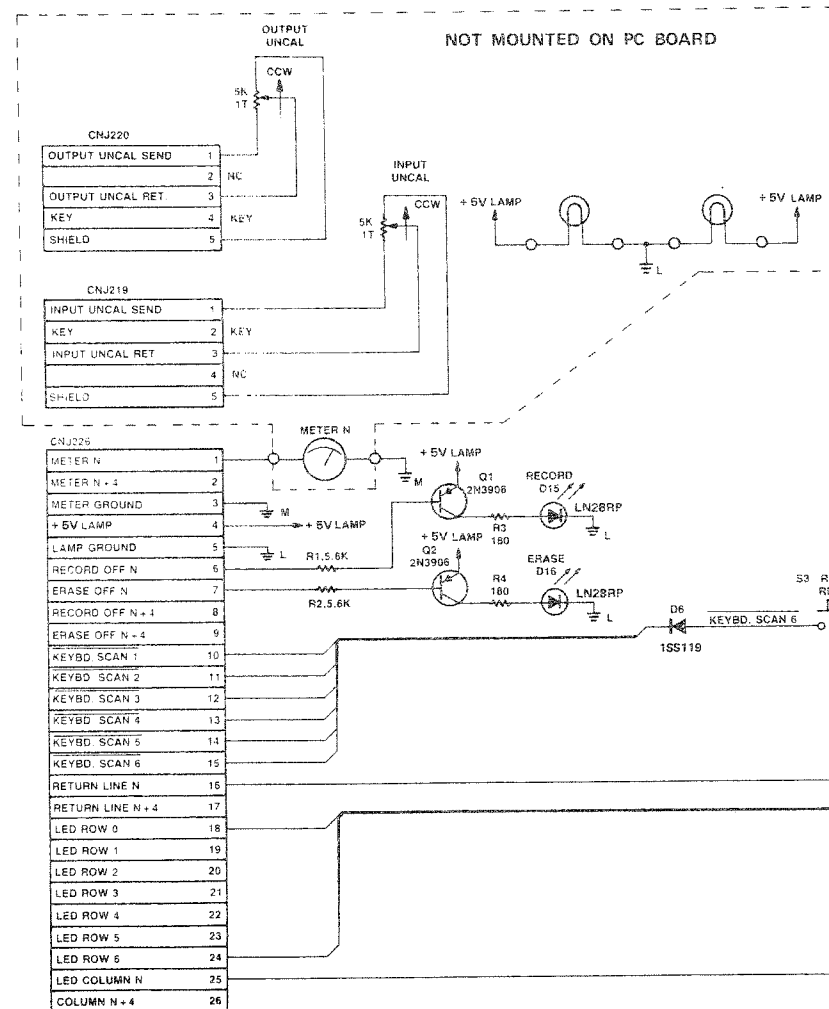 OUTPUT
UNCAL
NOT MOUNTED ON PC BOARD
CCW
5K
1T
CNJ220
OUTPUT UNCAL SEND 1
2 NC
OUTPUT UNCAL RET. 3
KEY 4 KEY
SHIELD 5
INPUT
UNCAL
CCW
5K
1T
+5V LAMP
+5V LAMP
L
CNJ219
INPUT UNCAL SEND 1
KEY 2 KEY
INPUT UNCAL RET 3
4 NC
SHIELD 5
METER N
M
CNJ226
METER N 1
METER N + 4 2
METER GROUND 3 M
+ 5V LAMP 4 + 5V LAMP
LAMP GROUND 5 L
RECORD OFF N 6
ERASE OFF N 7
RECORD OFF N + 4 8
ERASE OFF N + 4 9
KEYBD. SCAN 1 10
KEYBD. SCAN 2 11
KEYBD. SCAN 3 12
KEYBD. SCAN 4 13
KEYBD. SCAN 5 14
KEYBD. SCAN 6 15
RETURN LINE N 16
RETURN LINE N + 4 17
LED ROW 0 18
LED ROW 1 19
LED ROW 2 20
LED ROW 3 21
LED ROW 4 22
LED ROW 5 23
LED ROW 6 24
LED COLUMN N 25
COLUMN N + 4 26
R1, 5.6K
R2, 5.6K
+ 5V LAMP
Q1
2N3906
RECORD
D15
LN28RP
R3
180
L
+ 5V LAMP
Q2
2N3906
ERASE
D16
R4
180
LN28RP
L
D6
1SS119
KEYBD. SCAN 6
S3 R